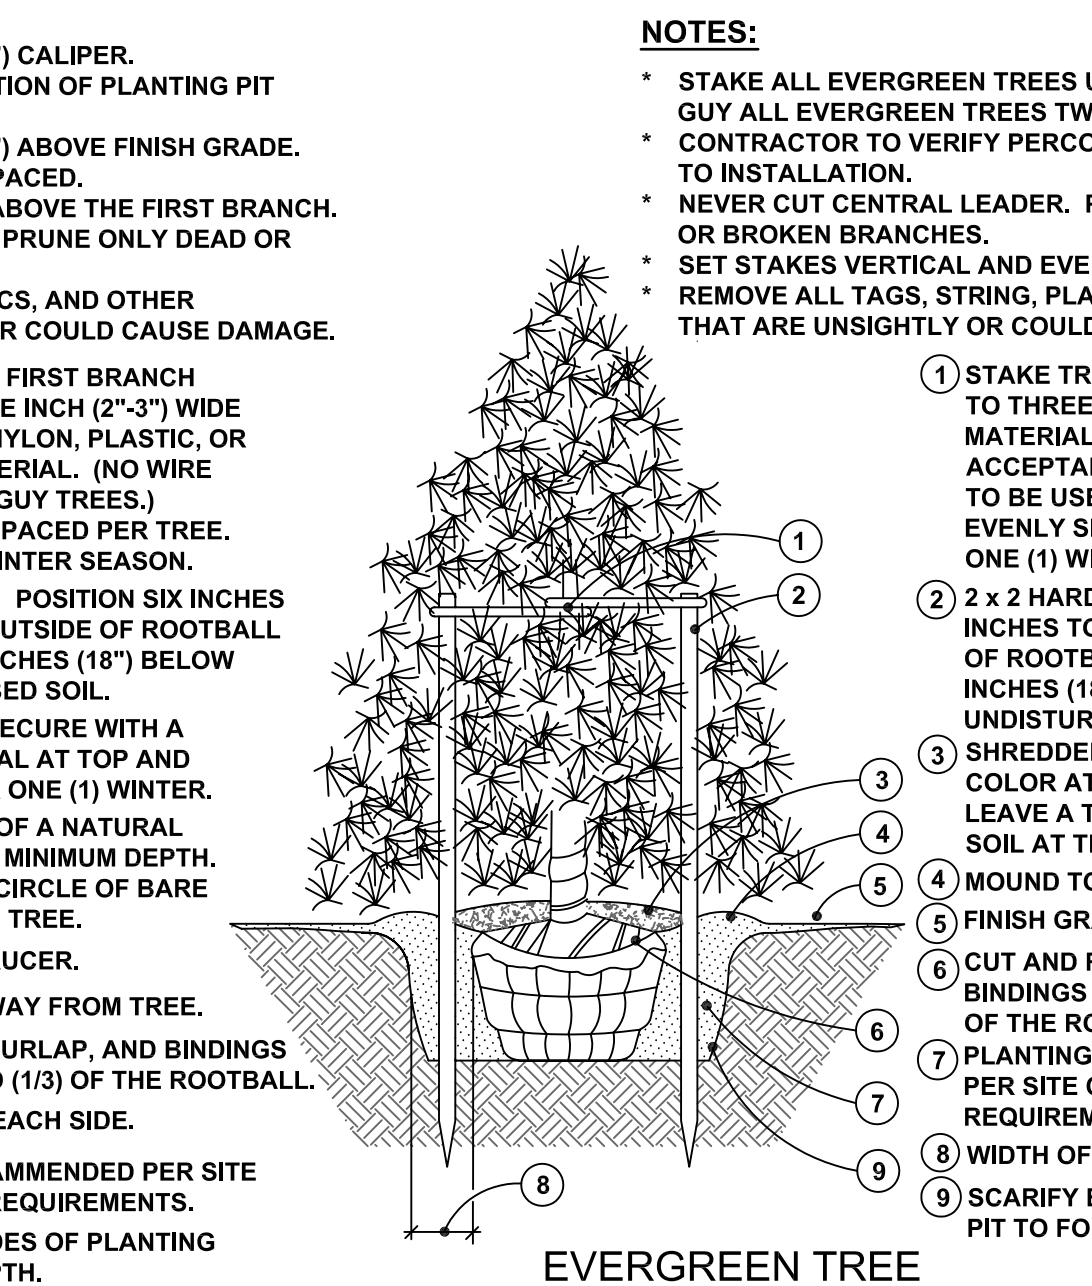 ") CALIPER.
TION OF PLANTING PIT
") ABOVE FINISH GRADE.
PACED.
ABOVE THE FIRST BRANCH.
PRUNE ONLY DEAD OR
CS, AND OTHER
R COULD CAUSE DAMAGE.
FIRST BRANCH
E INCH (2"-3") WIDE
NYLON, PLASTIC, OR
ERIAL. (NO WIRE
GUY TREES.)
PACED PER TREE.
INTER SEASON.
POSITION SIX INCHES
UTSIDE OF ROOTBALL
CHES (18") BELOW
BED SOIL.
ECURE WITH A
AL AT TOP AND
ONE (1) WINTER.
OF A NATURAL
MINIMUM DEPTH.
CIRCLE OF BARE
TREE.
AUCER.
WAY FROM TREE.
URLAP, AND BINDINGS
D (1/3) OF THE ROOTBALL.
EACH SIDE.
AMMENDED PER SITE
REQUIREMENTS.
DES OF PLANTING
PTH.
NOTES:
* STAKE ALL EVERGREEN TREES U
GUY ALL EVERGREEN TREES TW
* CONTRACTOR TO VERIFY PERCO
TO INSTALLATION.
* NEVER CUT CENTRAL LEADER. P
OR BROKEN BRANCHES.
* SET STAKES VERTICAL AND EVE
* REMOVE ALL TAGS, STRING, PLA
THAT ARE UNSIGHTLY OR COULD
1
2
3
4
5
6
7
9
8
1 STAKE TR
TO THREE
MATERIAL
ACCEPTA
TO BE USE
EVENLY S
ONE (1) WI
2 2 x 2 HARD
INCHES TO
OF ROOTB
INCHES (18
UNDISTUR
3 SHREDDE
COLOR AT
LEAVE A T
SOIL AT T
4 MOUND TO
5 FINISH GRA
6 CUT AND F
BINDINGS
OF THE RO
7 PLANTING
PER SITE C
REQUIREM
8 WIDTH OF
9 SCARIFY
PIT TO FO
EVERGREEN TREE